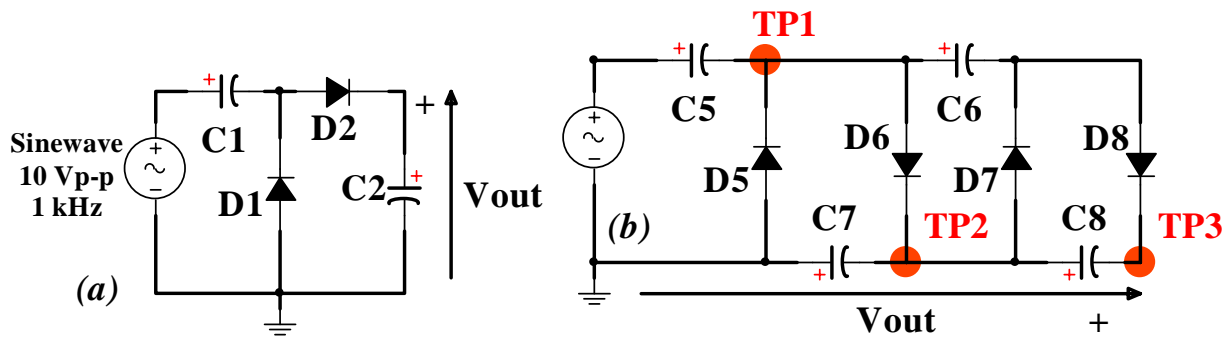 +
C1
D2
+
Sinewave
10 Vp-p
1 kHz
+
~
−
D1
C2
+
Vout
(a)
TP1
+
C5
+
C6
+
~
−
D5
D6
D7
D8
(b)
C7
+
TP2
C8
+
TP3
Vout
+